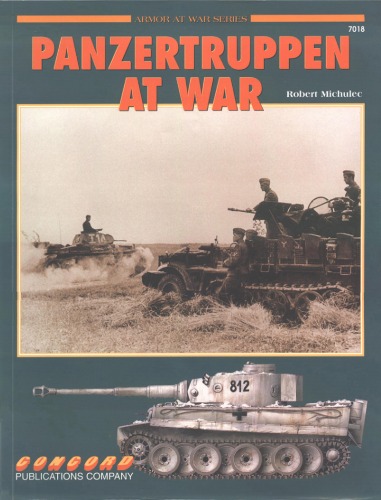 ARMOR AT WAR SERIES
7018
PANZERTRUPPEN
AT WAR
Robert Michulec
812
CONCORD
PUBLICATIONS COMPANY